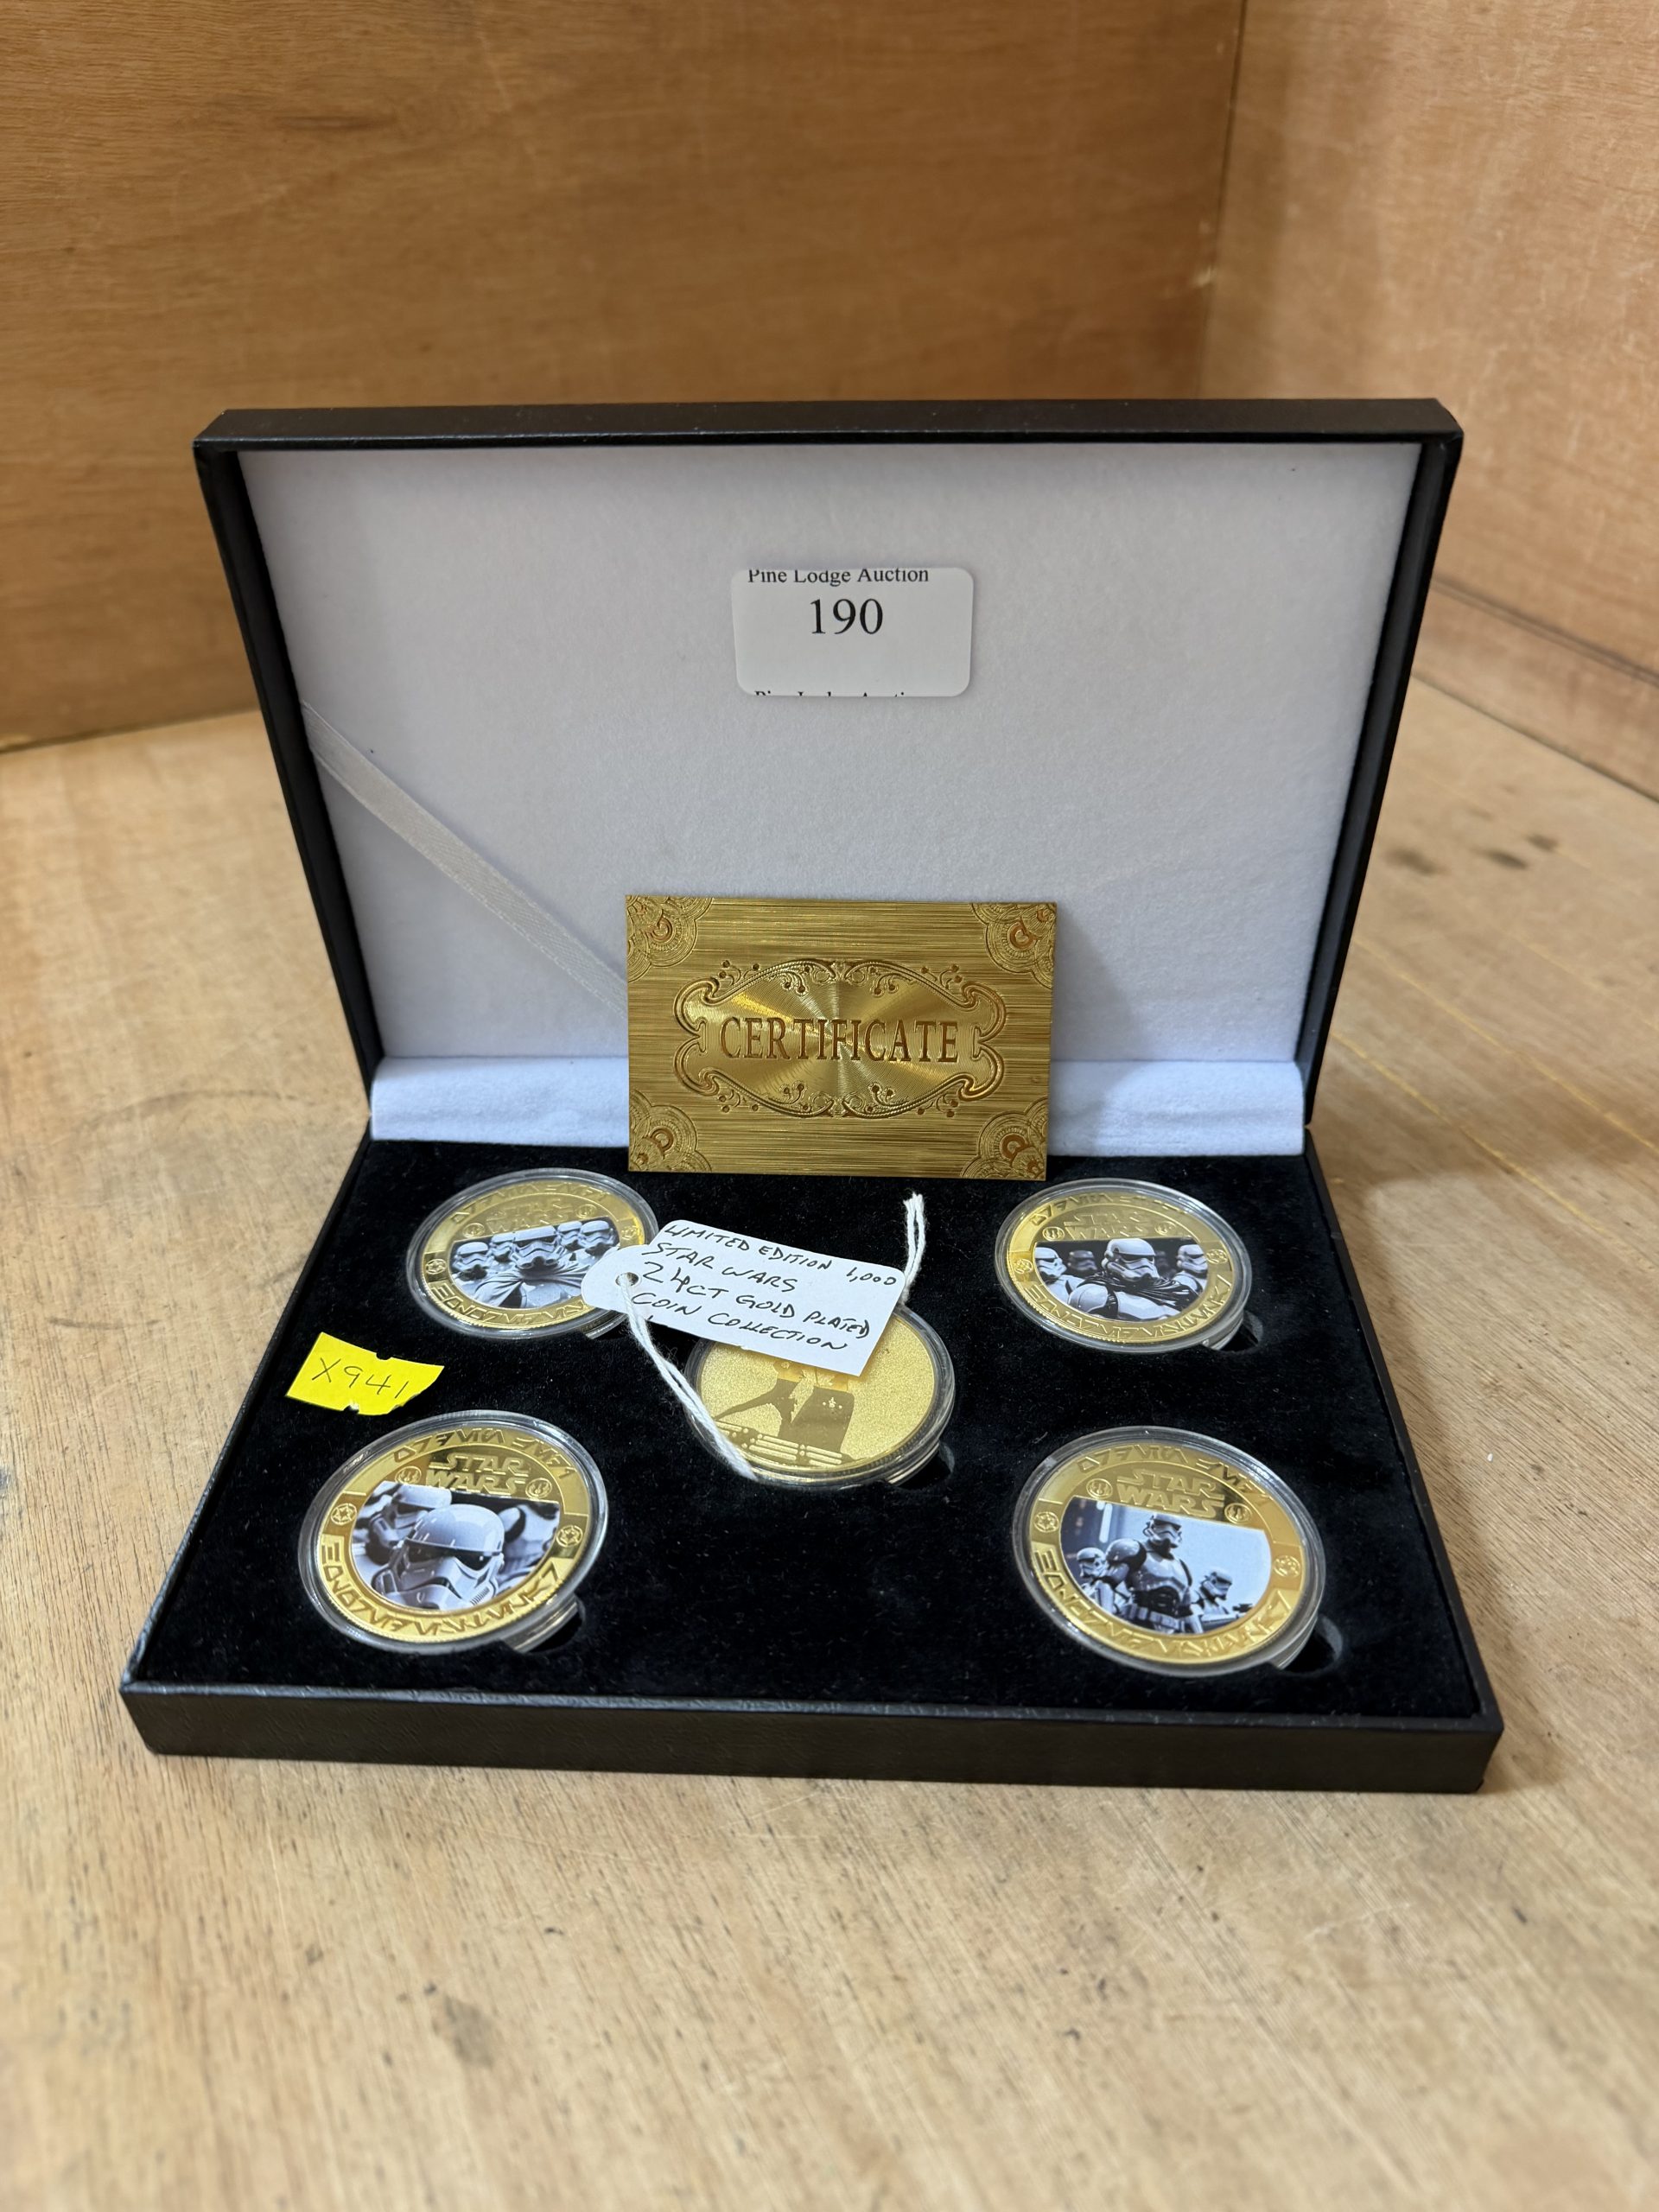 Pine Lodge Auction
190
CERTIFICATE
LIMITED EDITION 1,000
STAR WARS
24CT GOLD PLATED
COIN COLLECTION
STAR
WARS
STAR
WARS
X941
STAR
WARS
STAR
WARS